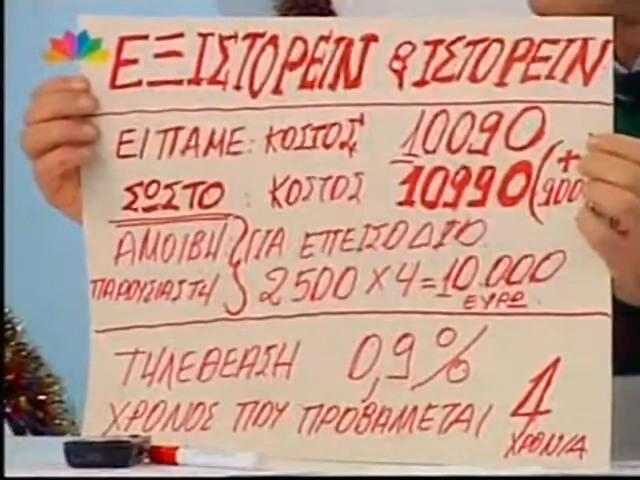 ΕΞΙΣΤΟΡΕΙΝ & ΙΣΤΟΡΕΙΝ
ΕΙΠΑΜΕ: ΚΟΣΤΟΣ 10090
ΣΩΣΤΟ : ΚΟΣΤΟΣ 10990 (+900
ΑΜΟΙΒΗ ΠΑΡΟΥΣΙΑΣΤΗ } ΓΙΑ ΕΠΕΙΣΟΔΙΟ
2500 x 4 = 10.000
ΕΥΡΩ
ΤΗΛΕΘΕΑΣΗ 0,9%
ΧΡΟΝΟΣ ΠΟΥ ΠΡΟΒΑΛΛΕΤΑΙ 4 ΧΡΟΝΙΑ